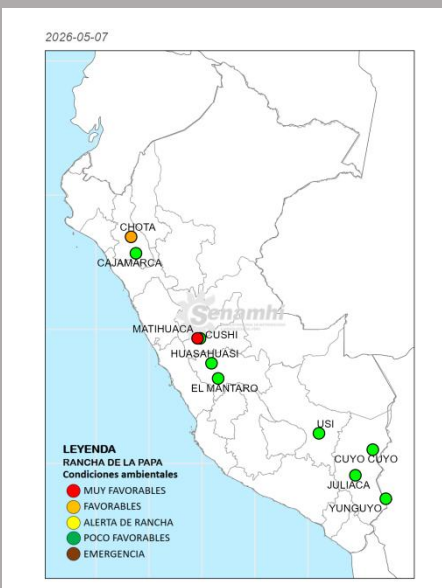 2026-05-07
CHOTA
CAJAMARCA
Senamhi
MATIHUACA
CUSHI
HUASAHUASI
EL MANTARO
USI
CUYO CUYO
JULIACA
YUNGUYO
LEYENDA
RANCHA DE LA PAPA
Condiciones ambientales
MUY FAVORABLES
FAVORABLES
ALERTA DE RANCHA
POCO FAVORABLES
EMERGENCIA